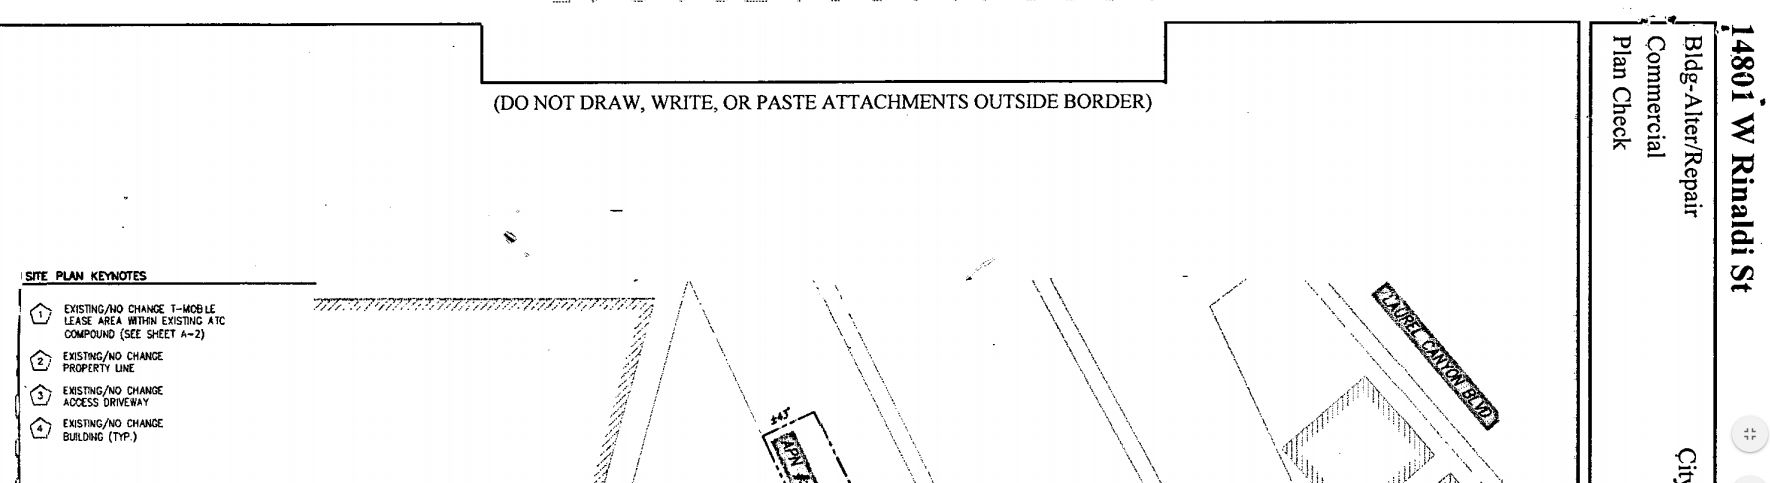 (DO NOT DRAW, WRITE, OR PASTE ATTACHMENTS OUTSIDE BORDER)
SITE PLAN KEYNOTES
1
EXISTING/NO CHANGE T-MOBILE
LEASE AREA WITHIN EXISTING ATC
COMPOUND (SEE SHEET A-2)
2
EXISTING/NO CHANGE
PROPERTY LINE
3
EXISTING/NO CHANGE
ACCESS DRIVEWAY
4
EXISTING/NO CHANGE
BUILDING (TYP.)
±45'
APN
LAUREL CANYON BLVD
14801 W Rinaldi St
Bldg-Alter/Repair
Commercial
Plan Check
City